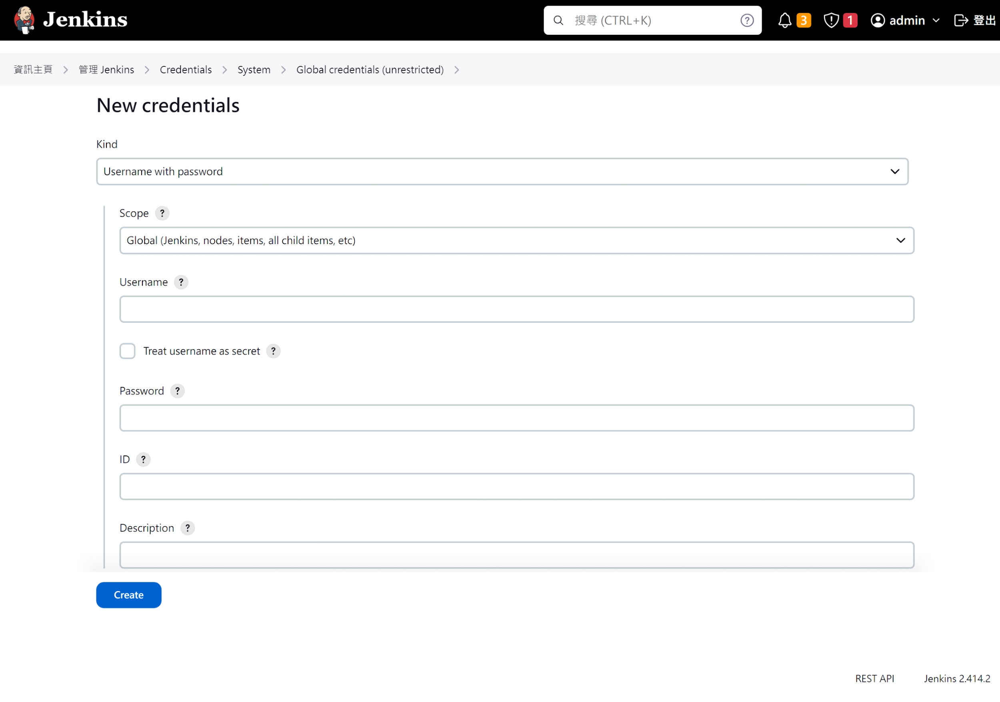 Jenkins 搜尋 (CTRL+K) ? 3 1 admin 登出
資訊主頁 管理 Jenkins Credentials System Global credentials (unrestricted)
New credentials
Kind
Username with password
Scope ?
Global (Jenkins, nodes, items, all child items, etc)
Username ?
Treat username as secret ?
Password ?
ID ?
Description ?
Create
REST API Jenkins 2.414.2